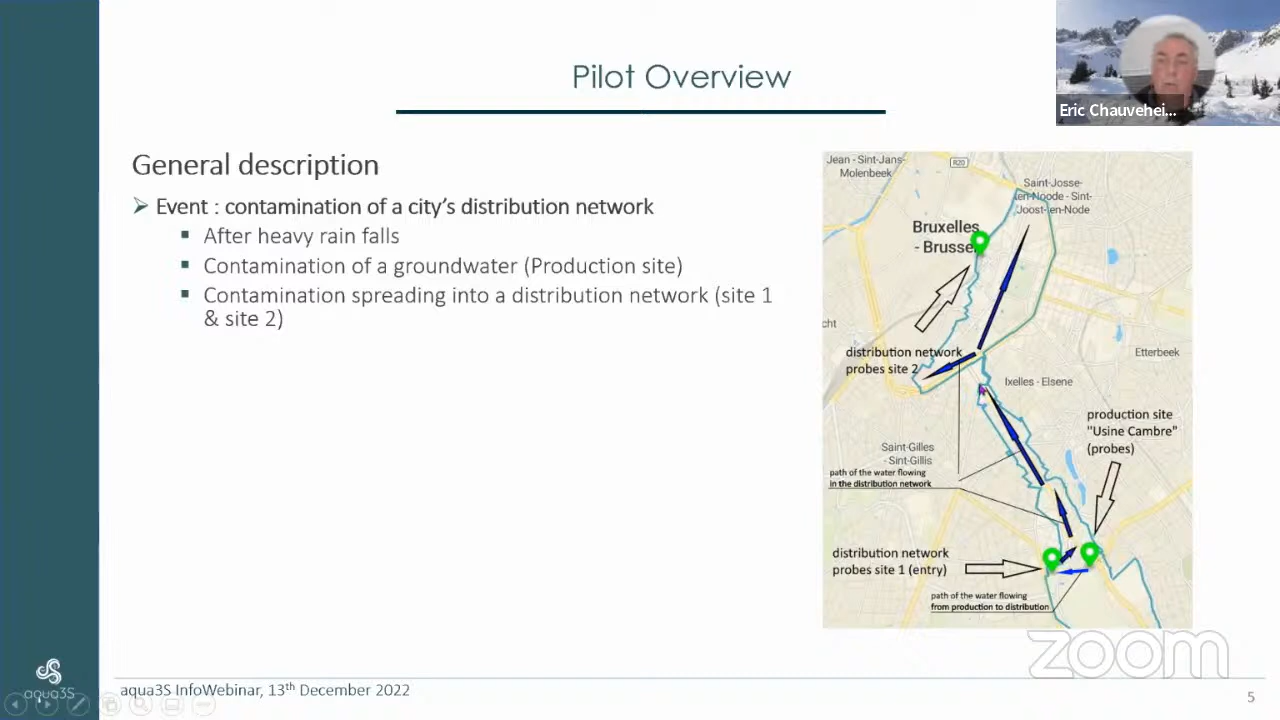 Pilot Overview
Eric Chauvehei...
General description
Event : contamination of a city's distribution network
After heavy rain falls
Contamination of a groundwater (Production site)
Contamination spreading into a distribution network (site 1
& site 2)
Jean - Sint-Jans-
Molenbeek
R20
Saint-Josse-
ten-Noode - Sint-
Joost-ten-Node
Bruxelles
- Brussel
cht
distribution network
probes site 2
Etterbeek
Ixelles - Elsene
production site
"Usine Cambre"
(probes)
Saint-Gilles
- Sint-Gillis
path of the water flowing
in the distribution network
distribution network
probes site 1 (entry)
path of the water flowing
from production to distribution
zoom
aqua3S
aqua3S InfoWebinar, 13th December 2022
5